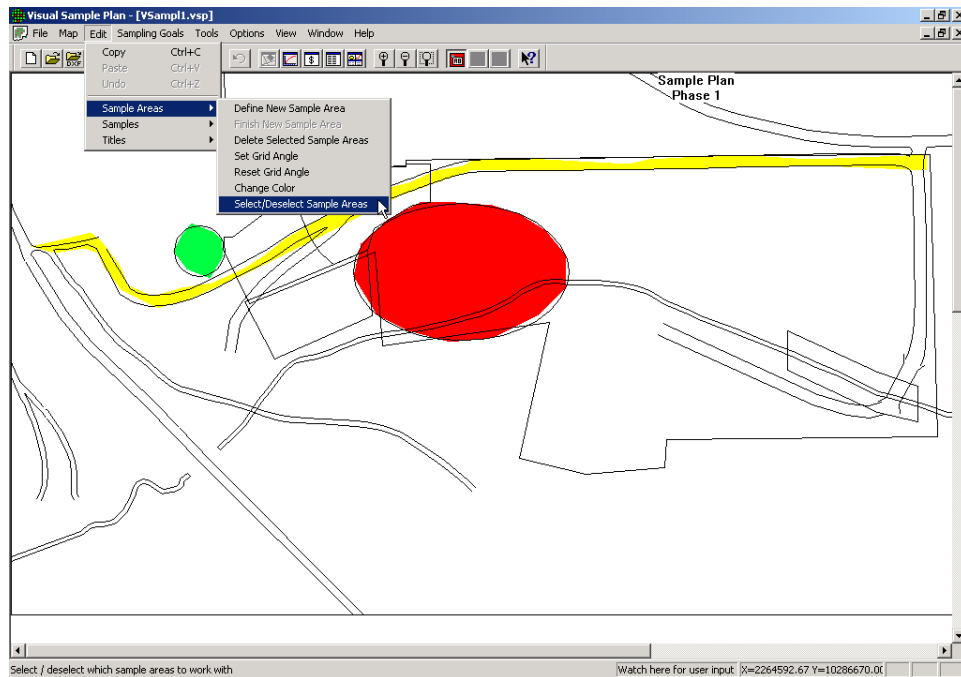 Visual Sample Plan - [VSampl1.vsp]
File Map Edit Sampling Goals Tools Options View Window Help
DXF
Copy Ctrl+C
Paste Ctrl+V
Undo Ctrl+Z
Sample Areas
Samples
Titles
Define New Sample Area
Finish New Sample Area
Delete Selected Sample Areas
Set Grid Angle
Reset Grid Angle
Change Color
Select/Deselect Sample Areas
Sample Plan
Phase 1
Select / deselect which sample areas to work with
Watch here for user input
X=2264592.67 Y=10286670.00